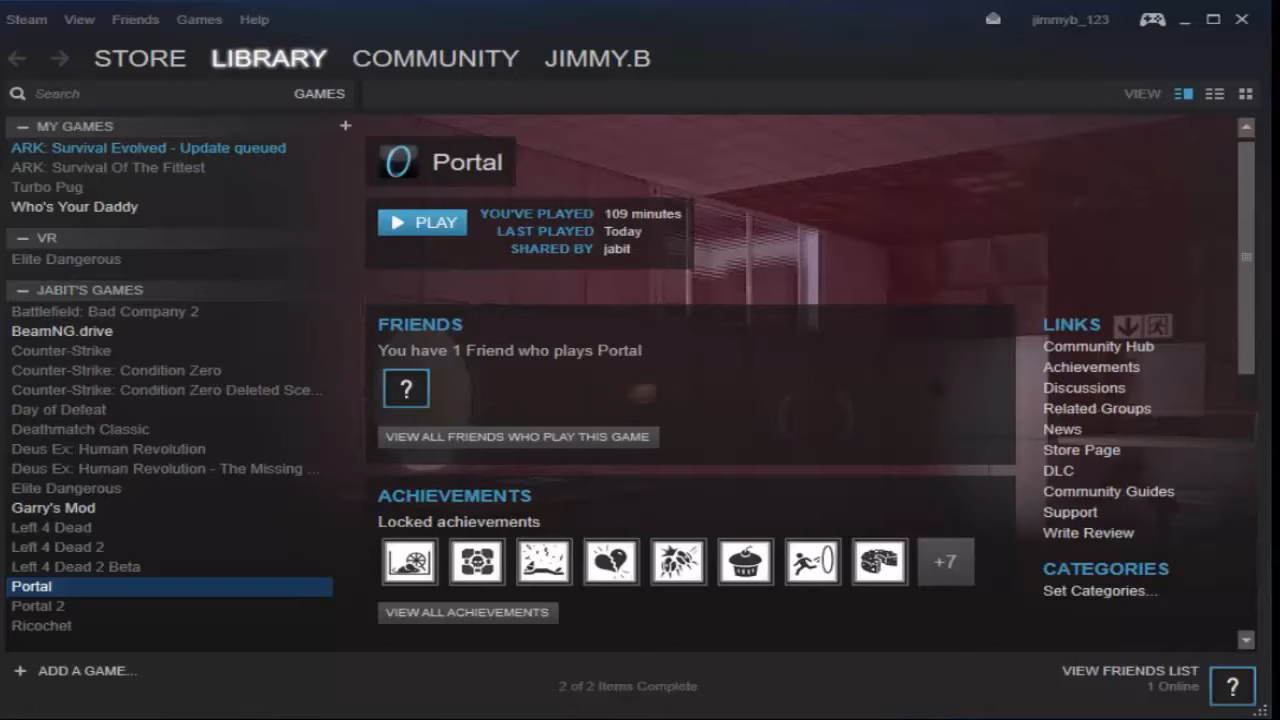 Steam View Friends Games Help jimmyb_123
STORE LIBRARY COMMUNITY JIMMY.B
Search GAMES VIEW
— MY GAMES +
ARK: Survival Evolved - Update queued
ARK: Survival Of The Fittest
Turbo Pug
Who's Your Daddy
— VR
Elite Dangerous
— JABIT'S GAMES
Battlefield: Bad Company 2
BeamNG.drive
Counter-Strike
Counter-Strike: Condition Zero
Counter-Strike: Condition Zero Deleted Sce...
Day of Defeat
Deathmatch Classic
Deus Ex: Human Revolution
Deus Ex: Human Revolution - The Missing ...
Elite Dangerous
Garry's Mod
Left 4 Dead
Left 4 Dead 2
Left 4 Dead 2 Beta
Portal
Portal 2
Ricochet
+ ADD A GAME...
Portal
PLAY
YOU'VE PLAYED 109 minutes
LAST PLAYED Today
SHARED BY jabit
FRIENDS
You have 1 Friend who plays Portal
?
VIEW ALL FRIENDS WHO PLAY THIS GAME
ACHIEVEMENTS
Locked achievements
+7
VIEW ALL ACHIEVEMENTS
LINKS
Community Hub
Achievements
Discussions
Related Groups
News
Store Page
DLC
Community Guides
Support
Write Review
CATEGORIES
Set Categories...
2 of 2 Items Complete
VIEW FRIENDS LIST
1 Online
?